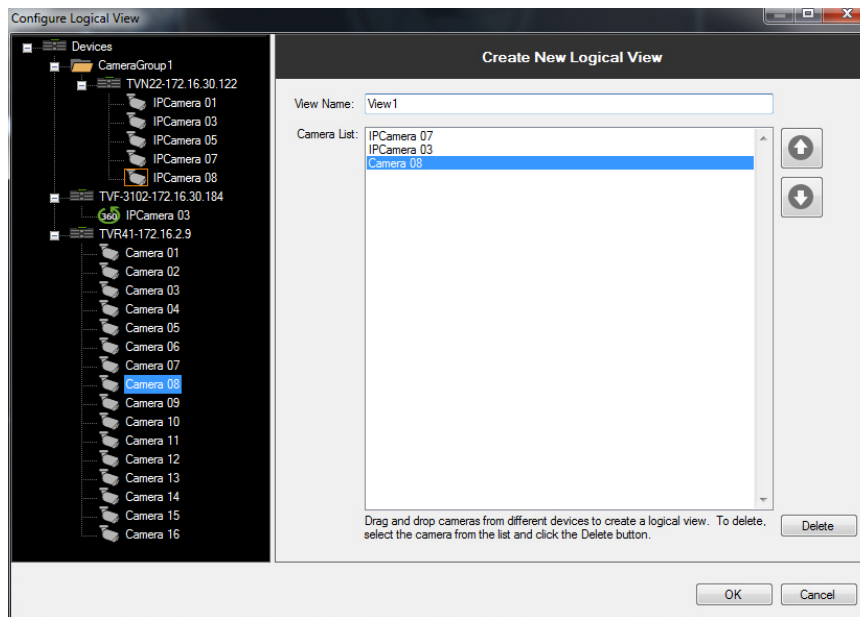 Configure Logical View
Devices
CameraGroup1
TVN22-172.16.30.122
IPCamera 01
IPCamera 03
IPCamera 05
IPCamera 07
IPCamera 08
TVF-3102-172.16.30.184
360 IPCamera 03
TVR41-172.16.2.9
Camera 01
Camera 02
Camera 03
Camera 04
Camera 05
Camera 06
Camera 07
Camera 08
Camera 09
Camera 10
Camera 11
Camera 12
Camera 13
Camera 14
Camera 15
Camera 16
Create New Logical View
View Name: View1
Camera List:
IPCamera 07
IPCamera 03
Camera 08
Drag and drop cameras from different devices to create a logical view. To delete,
select the camera from the list and click the Delete button.
Delete
OK
Cancel